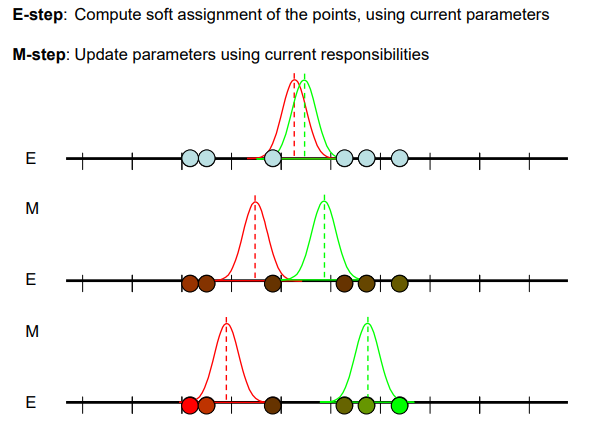 E-step: Compute soft assignment of the points, using current parameters
M-step: Update parameters using current responsibilities
E
M
E
M
E